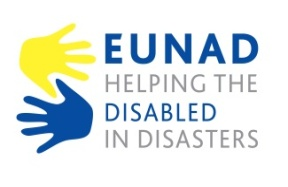 EUNAD
HELPING THE
DISABLED
IN DISASTERS